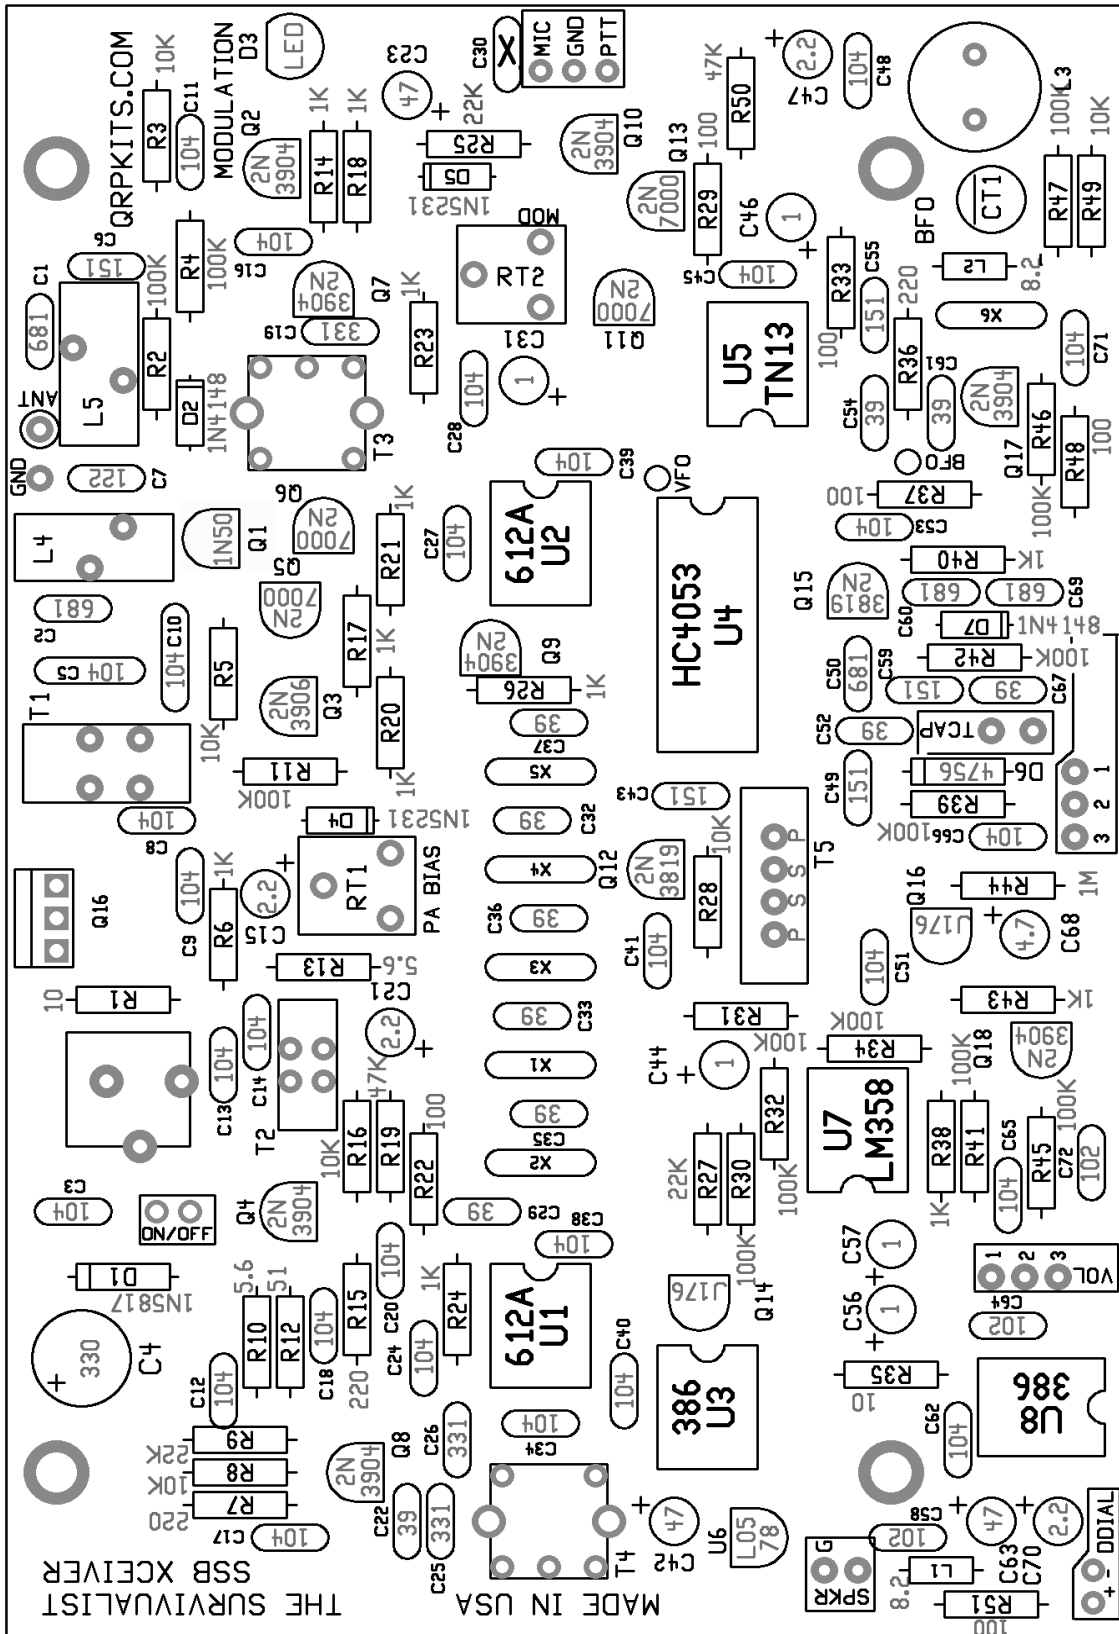 QRPKITS.COM
MODULATION
D3
LED
10K
R3
C11
104
Q2
2N
3904
1K
1K
R14
R18
C23
47
+
22K
R25
D5
1N5231
C30
X
MIC
GND
PTT
Q10
2N
3904
Q13
2N
7000
100
R29
47K
R50
+
2.2
C47
104
C48
L3
100K
10K
R47
R49
CT1
BFO
C46
1
+
C6
151
C1
681
100K
R4
100K
C16
104
2N
3904
Q7
C19
331
1K
R23
MOD
RT2
C31
1
+
2N
7000
Q11
C45
104
R33
100
C55
151
220
R36
L2
8.2
X6
104
C71
U5
TN13
ANT
L5
R2
D2
1N4148
T3
C28
104
C54
39
C61
39
2N
3904
Q17
R46
100K
R48
100
GND
122
C7
104
C39
VFO
BFO
100
R37
104
C53
L4
1N50
Q1
Q6
2N
7000
1K
R21
C27
104
612A
U2
HC4053
U4
R40
1K
Q15
2N
3819
C60
681
681
C69
681
C2
Q5
2N
7000
C10
104
R17
1K
D7
1N4148
R42
100K
C5
104
R5
10K
2N
3906
Q3
2N
3904
Q9
R26
1K
R20
1K
C50
681
C59
151
39
C67
T1
39
C37
C52
39
TCAP
R11
100K
X5
C49
151
4756
D6
R39
100K
C43
151
C66
104
1
2
3
104
C8
D4
1N5231
39
C32
10K
R28
T5
P
S
S
P
Q16
C9
104
1K
R6
+
2.2
C15
RT1
PA BIAS
X4
Q12
2N
3819
C36
39
C41
104
Q16
J176
R44
1M
+
4.7
C68
104
C51
10
R1
R13
5.6
X3
R43
1K
C13
104
C14
104
T2
C21
2.2
+
39
C33
R31
100K
100K
R34
Q18
2N
3904
X1
C44
1
+
R32
100K
U7
LM358
100K
R38
R41
1K
47K
10K
R16
R19
100
R22
39
C35
X2
22K
R27
R30
100K
C65
104
100K
R45
C72
102
C3
104
ON/OFF
Q4
2N
3904
39
C29
C38
104
C57
1
+
C56
1
+
1
2
3
VOL
D1
1N5817
5.6
51
R10
R12
C18
104
R15
220
C20
104
1K
R24
C24
104
612A
U1
C40
104
J176
Q14
C64
102
+
330
C4
C12
104
386
U3
R35
10
386
U8
R9
22K
R8
10K
R7
220
C17
104
2N
3904
Q8
C26
331
104
C34
C62
104
C22
39
C25
331
T4
+
47
C42
U6
L05
78
C58
102
+
47
C63
+
2.2
C70
DDIAL
+ -
G
SPKR
L1
8.2
R51
100
THE SURVIVUALIST
SSB XCEIVER
MADE IN USA